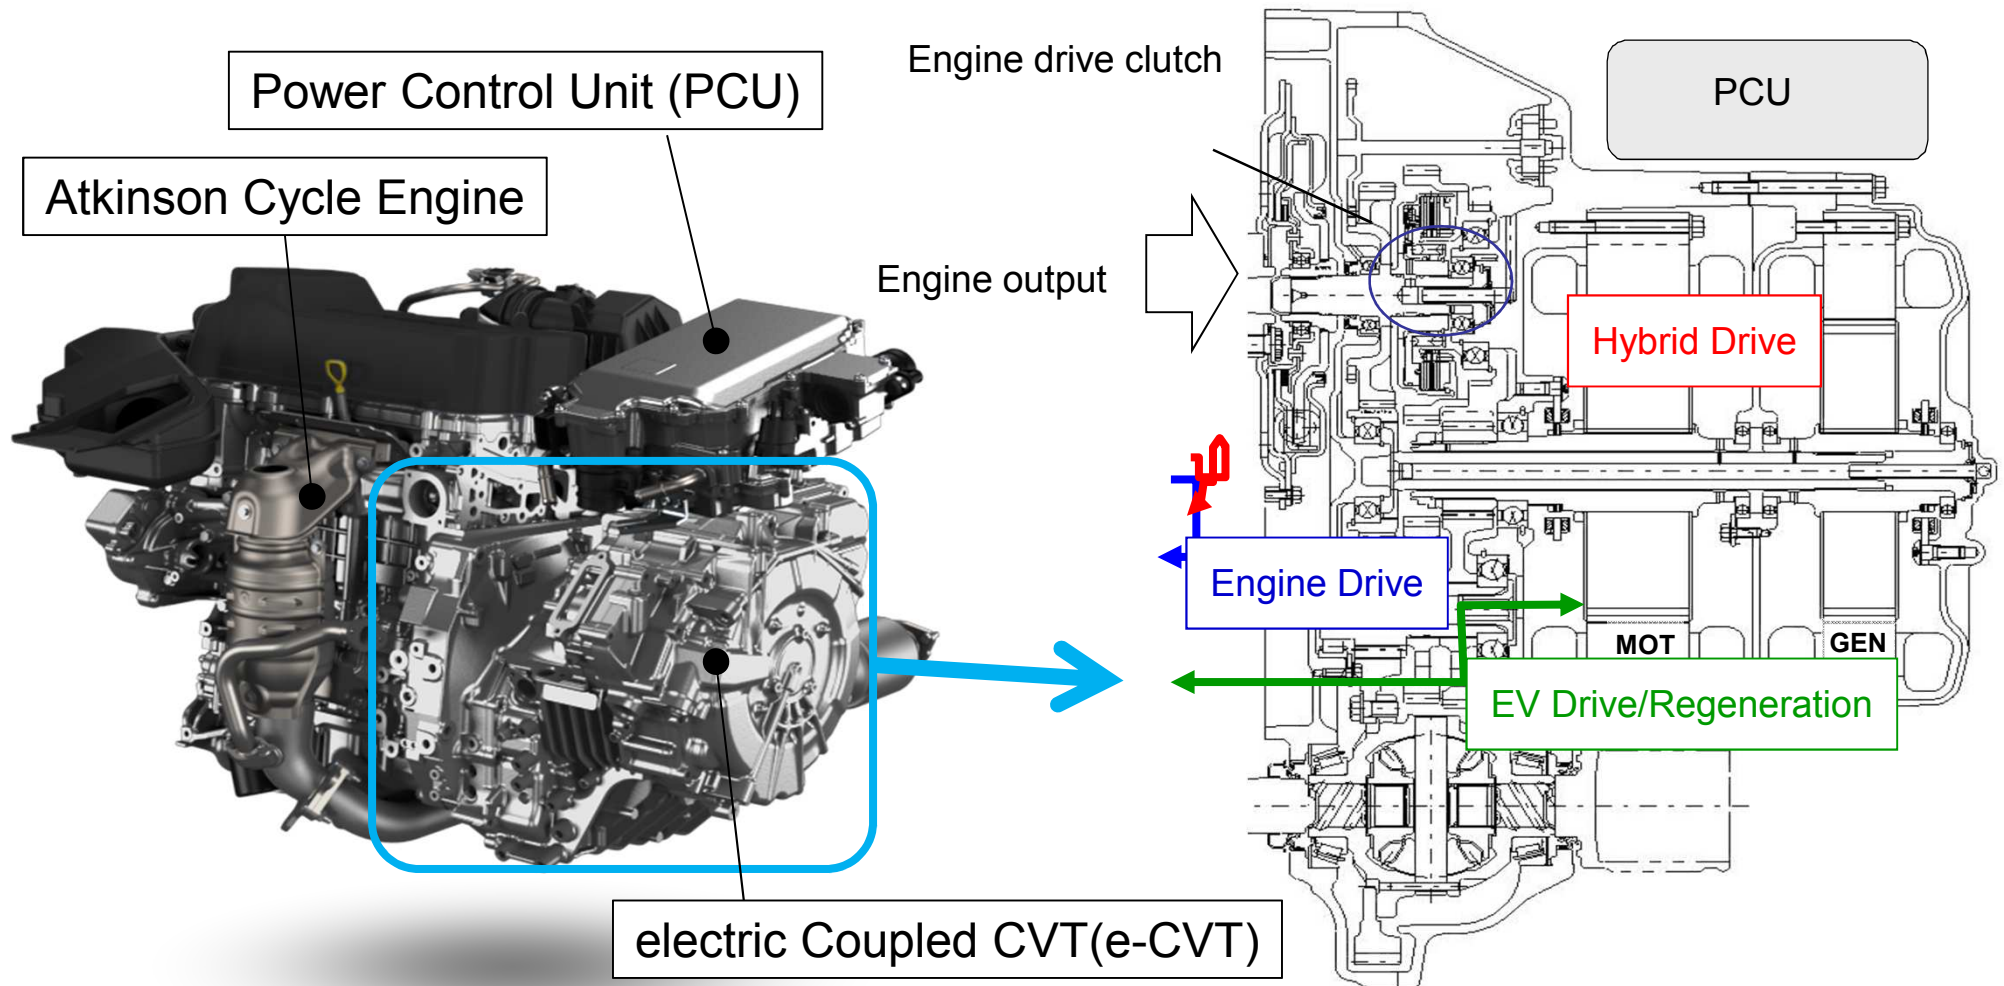 Power Control Unit (PCU)
Atkinson Cycle Engine
electric Coupled CVT(e-CVT)
Engine drive clutch
PCU
Engine output
Hybrid Drive
Engine Drive
MOT
GEN
EV Drive/Regeneration